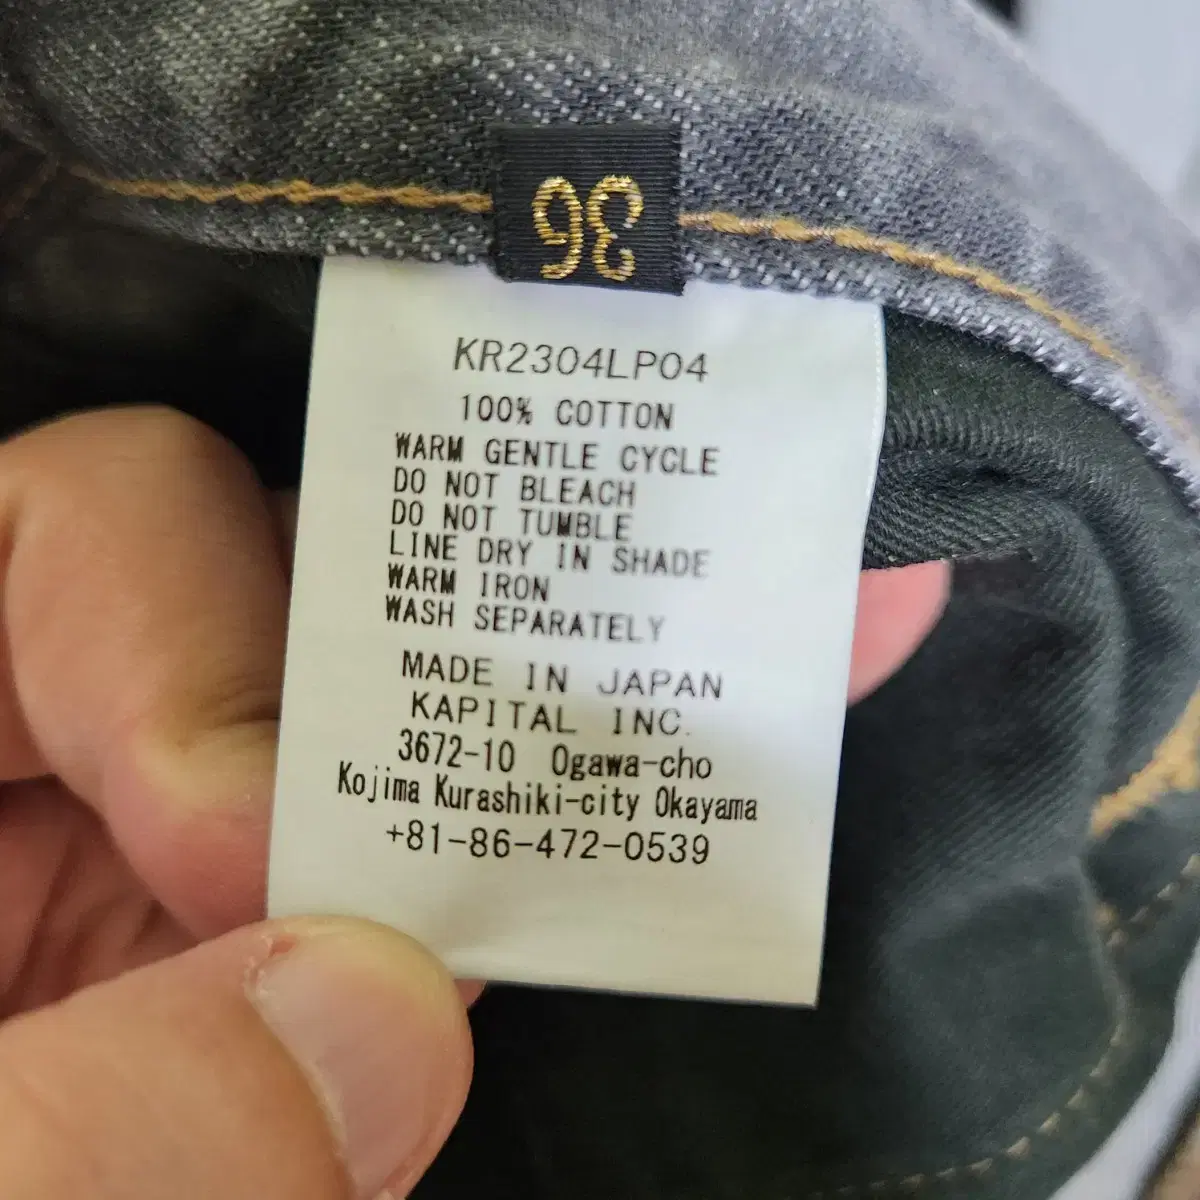 36
KR2304LP04
100% COTTON
WARM GENTLE CYCLE
DO NOT BLEACH
DO NOT TUMBLE
LINE DRY IN SHADE
WARM IRON
WASH SEPARATELY
MADE IN JAPAN
KAPITAL INC.
3672-10 Ogawa-cho
Kojima Kurashiki-city Okayama
+81-86-472-0539